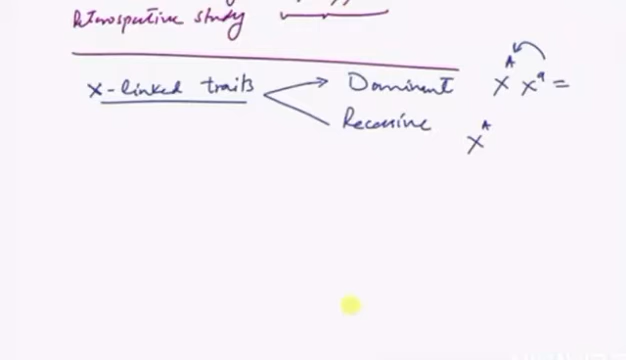 Retrospective study
X-linked traits Dominant X^A X^a =
Recessive X^A